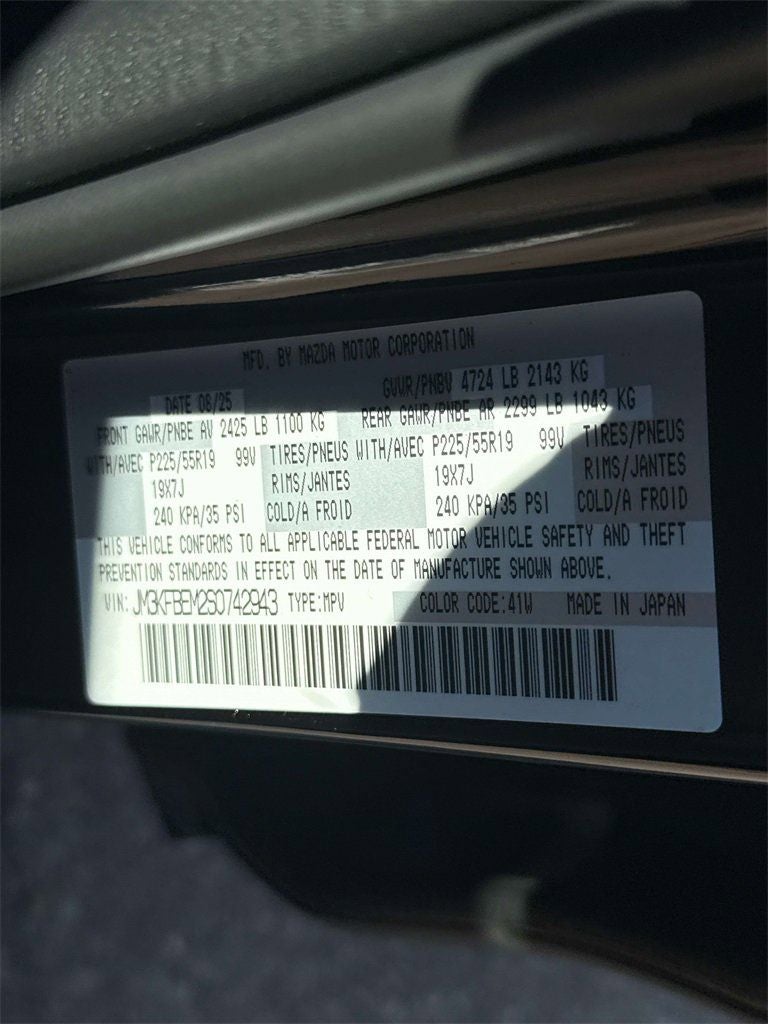 MFD. BY MAZDA MOTOR CORPORATION
DATE 08/25 GVWR/PNBV 4724 LB 2143 KG
FRONT GAWR/PNBE AV 2425 LB 1100 KG REAR GAWR/PNBE AR 2299 LB 1043 KG
WITH/AVEC P225/55R19 99V TIRES/PNEUS WITH/AVEC P225/55R19 99V TIRES/PNEUS
19X7J RIMS/JANTES 19X7J RIMS/JANTES
240 KPA/35 PSI COLD/A FROID 240 KPA/35 PSI COLD/A FROID
THIS VEHICLE CONFORMS TO ALL APPLICABLE FEDERAL MOTOR VEHICLE SAFETY AND THEFT
PREVENTION STANDARDS IN EFFECT ON THE DATE OF MANUFACTURE SHOWN ABOVE.
VIN: JM3KFBEM2S0742943 TYPE:MPV COLOR CODE:41W MADE IN JAPAN